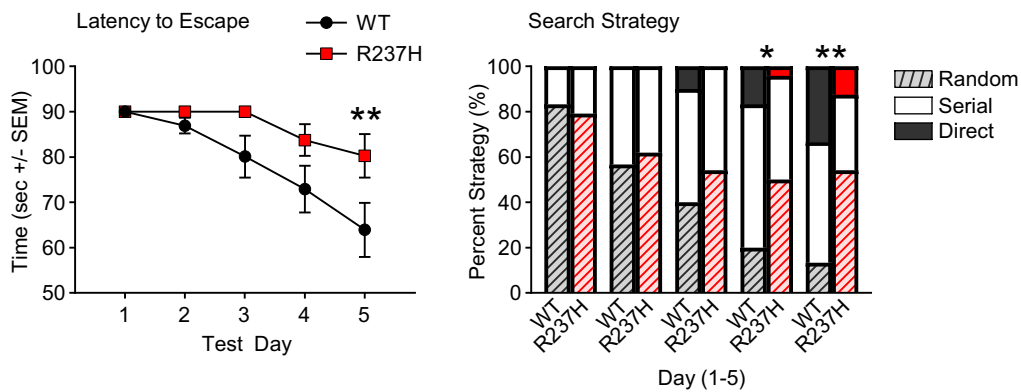 Latency to Escape
WT
R237H
Time (sec +/- SEM)
100
90
80
70
60
50
**
1 2 3 4 5
Test Day
Search Strategy
Percent Strategy (%)
100
80
60
40
20
0
* **
Random
Serial
Direct
WT R237H WT R237H WT R237H WT R237H WT R237H
Day (1-5)